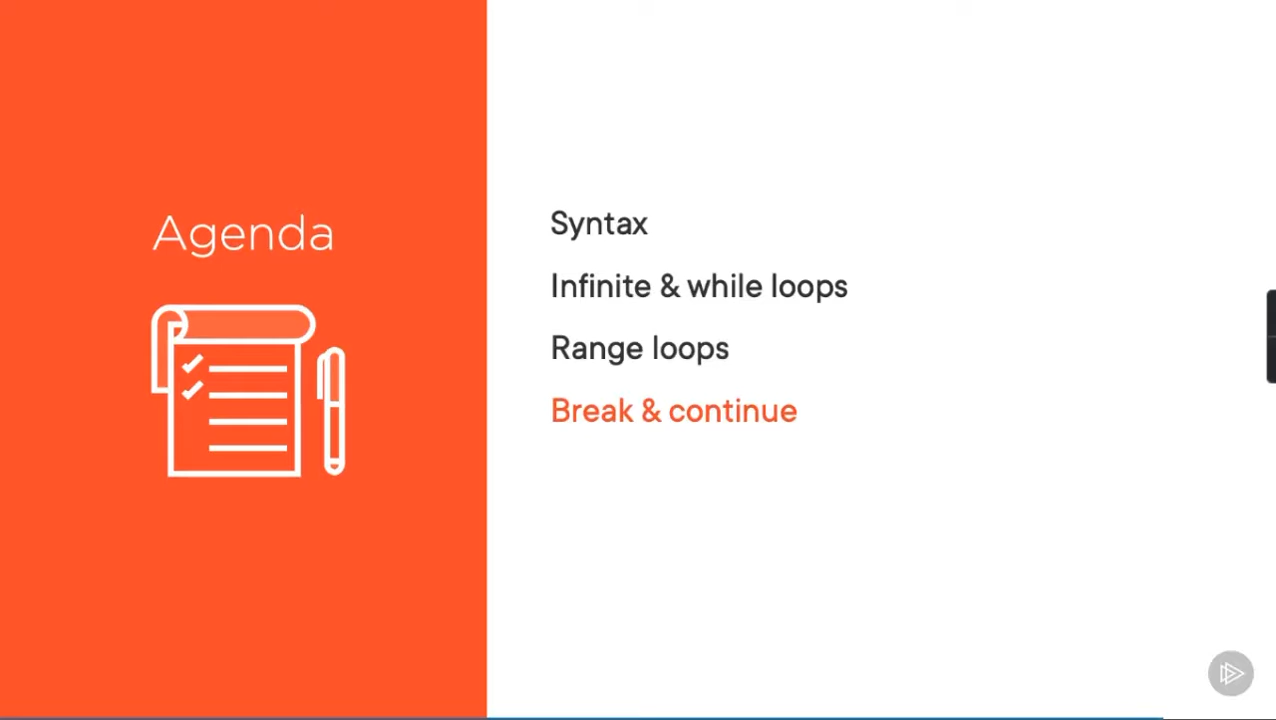 Agenda
Syntax
Infinite & while loops
Range loops
Break & continue